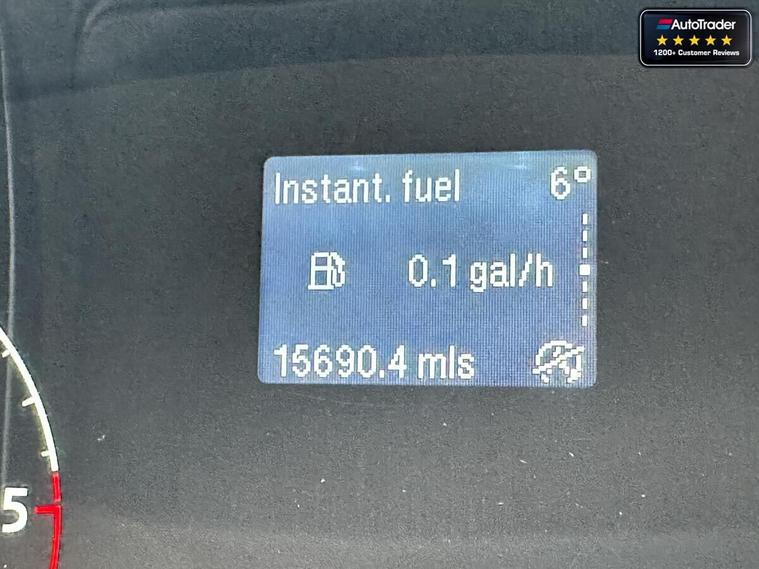 AutoTrader
1200+ Customer Reviews
Instant. fuel 6°
0.1 gal/h
15690.4 mls
5